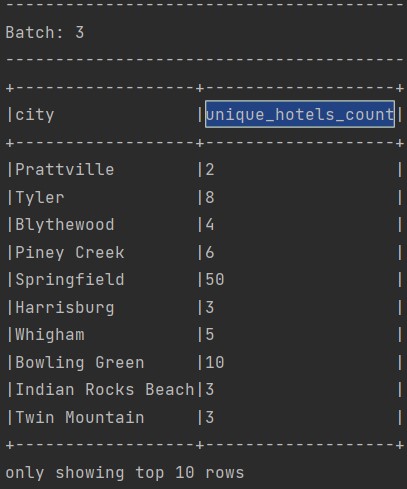 -------------------------------------------
Batch: 3
-------------------------------------------
+-------------------+-------------------+
|city               |unique_hotels_count|
+-------------------+-------------------+
|Prattville         |2                  |
|Tyler              |8                  |
|Blythewood         |4                  |
|Piney Creek        |6                  |
|Springfield        |50                 |
|Harrisburg         |3                  |
|Whigham            |5                  |
|Bowling Green      |10                 |
|Indian Rocks Beach|3                  |
|Twin Mountain      |3                  |
+-------------------+-------------------+
only showing top 10 rows